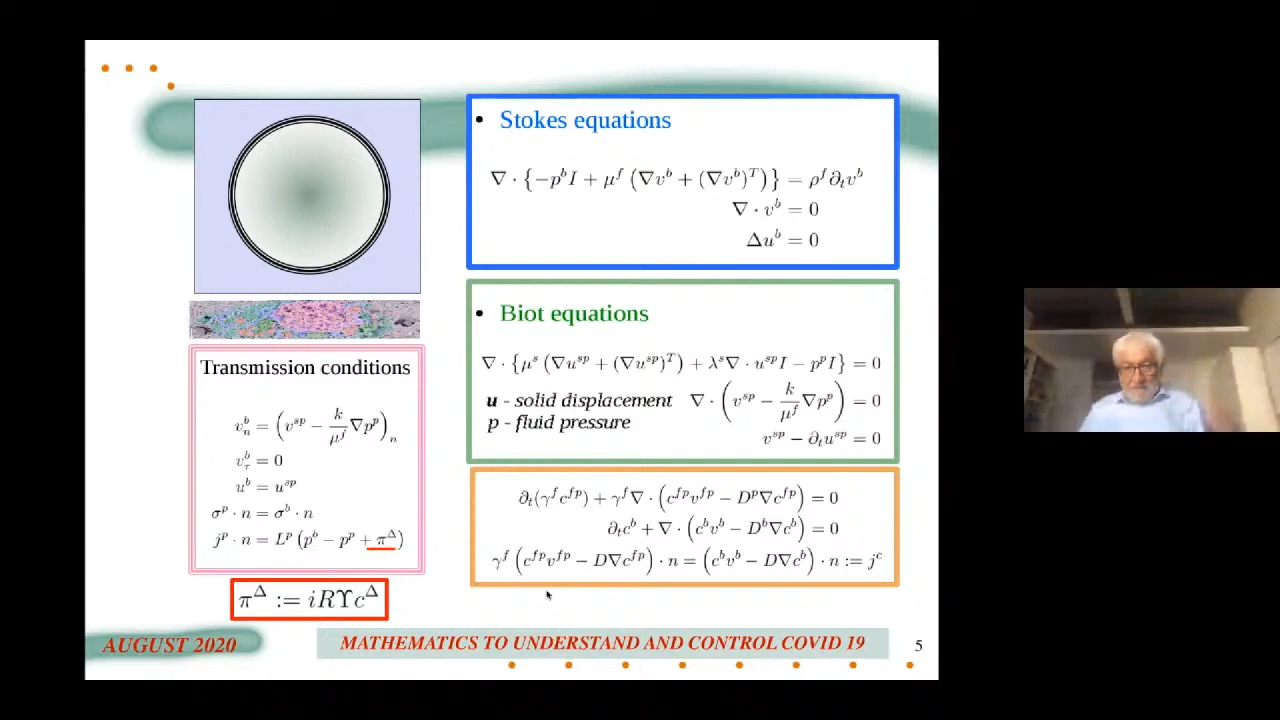 • Stokes equations
∇ · {−p^b I + μ^f (∇v^b + (∇v^b)^T)} = ρ^f ∂_t v^b
∇ · v^b = 0
Δu^b = 0
• Biot equations
∇ · {μ^s (∇u^{sp} + (∇u^{sp})^T) + λ^s ∇ · u^{sp} I − p^p I} = 0
u - solid displacement ∇ · (v^{sp} − k/μ^f ∇p^p) = 0
p - fluid pressure
v^{sp} − ∂_t u^{sp} = 0
Transmission conditions
v_n^b = (v^{sp} − k/μ^f ∇p^p)_n
v_τ^b = 0
u^b = u^{sp}
σ^p · n = σ^b · n
j^p · n = L^p (p^b − p^p + π^Δ)
π^Δ := iRΥc^Δ
∂_t(γ^f c^{fp}) + γ^f ∇ · (c^{fp} v^{fp} − D^p ∇c^{fp}) = 0
∂_t c^b + ∇ · (c^b v^b − D^b ∇c^b) = 0
γ^f (c^{fp} v^{fp} − D∇c^{fp}) · n = (c^b v^b − D∇c^b) · n := j^c
AUGUST 2020
MATHEMATICS TO UNDERSTAND AND CONTROL COVID 19
5